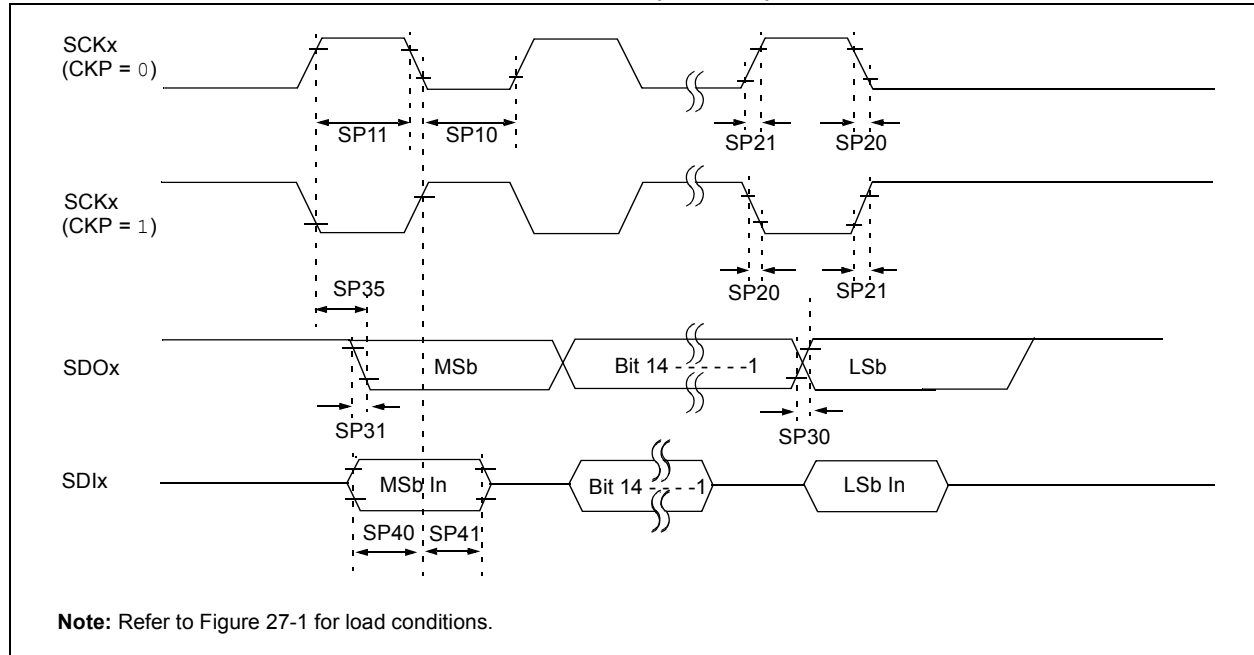 SCKx
(CKP = 0)
SP11
SP10
SP21
SP20
SCKx
(CKP = 1)
SP35
SP20
SP21
SDOx
MSb
Bit 14 - - - - - -1
LSb
SP31
SP30
SDIx
MSb In
Bit 14 - - - -1
LSb In
SP40
SP41
Note: Refer to Figure 27-1 for load conditions.